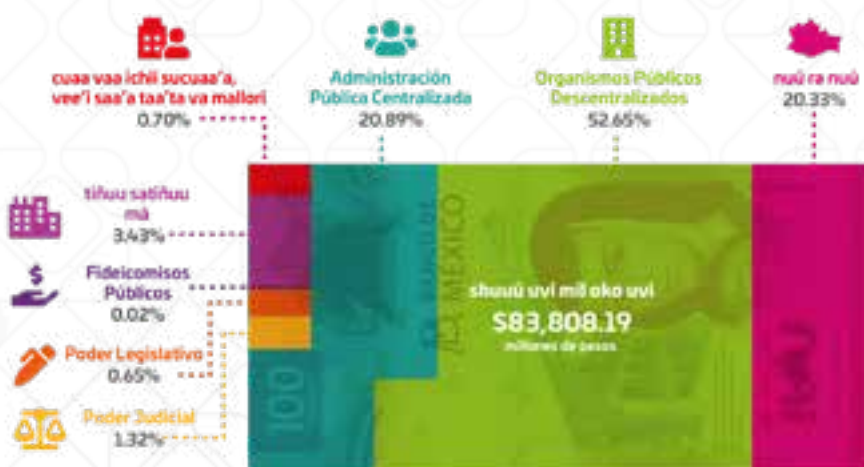 cuaa vaa ichii sucuaa'a,
vee'i saa'a taa'ta va mallori
0.70%
Administración
Pública Centralizada
20.89%
Organismos Públicos
Descentralizados
52.65%
nuú ra nuú
20.33%
tiñuu satiñuu
má
3.43%
Fideicomisos
Públicos
0.02%
Poder Legislativo
0.65%
Poder Judicial
1.32%
shuuú uvi mil oko uvi
$83,808.19
millones de pesos
100
MÉXICO